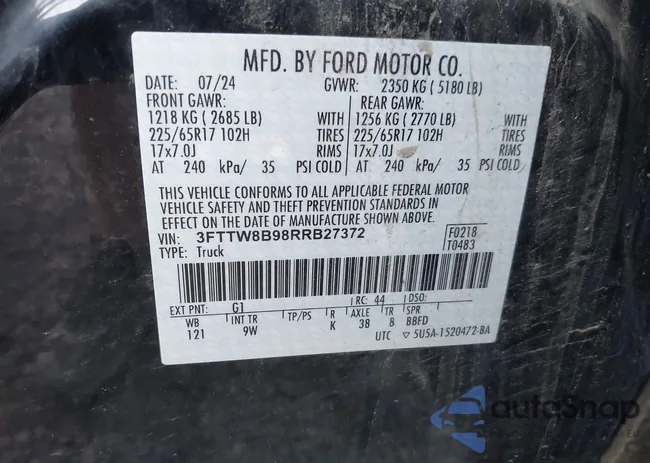 MFD. BY FORD MOTOR CO.
DATE: 07/24 GVWR: 2350 KG ( 5180 LB)
FRONT GAWR: REAR GAWR:
1218 KG ( 2685 LB) WITH 1256 KG ( 2770 LB) WITH
225/65R17 102H TIRES 225/65R17 102H TIRES
17x7.0J RIMS 17x7.0J RIMS
AT 240 kPa/ 35 PSI COLD AT 240 kPa/ 35 PSI COLD
THIS VEHICLE CONFORMS TO ALL APPLICABLE FEDERAL MOTOR
VEHICLE SAFETY AND THEFT PREVENTION STANDARDS IN
EFFECT ON THE DATE OF MANUFACTURE SHOWN ABOVE.
VIN: 3FTTW8B98RRB27372 F0218
TYPE: Truck T0483
EXT PNT: G1 RC: 44 DSO:
WB INT TR TP/PS R AXLE TR SPR
121 9W K 38 8 BBFD
UTC ▽ 5U5A-1520472-BA
autoSnap